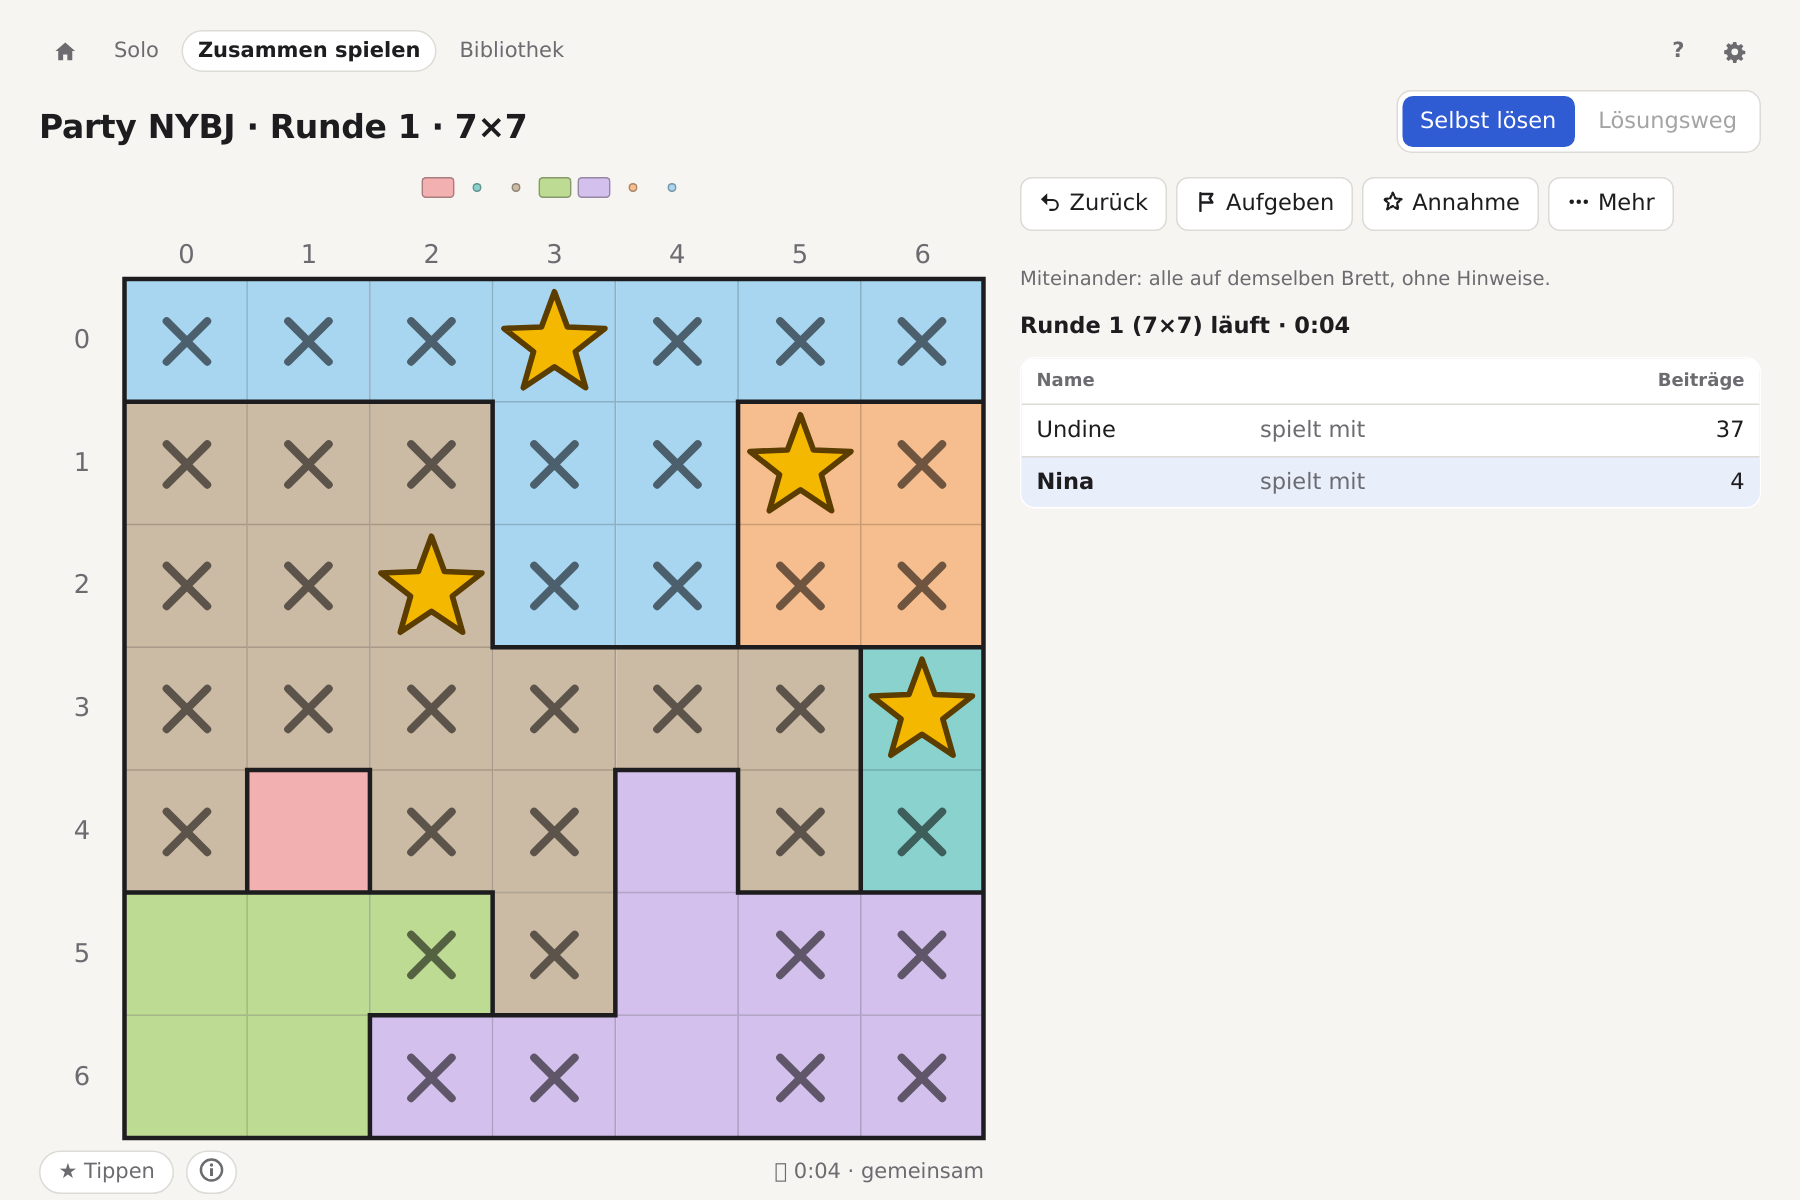 Solo Zusammen spielen Bibliothek ?
Party NYBJ · Runde 1 · 7×7
Selbst lösen Lösungsweg
Zurück Aufgeben Annahme Mehr
0 1 2 3 4 5 6
0
1
2
3
4
5
6
Miteinander: alle auf demselben Brett, ohne Hinweise.
Runde 1 (7×7) läuft · 0:04
Name Beiträge
Undine spielt mit 37
Nina spielt mit 4
★ Tippen
0:04 · gemeinsam